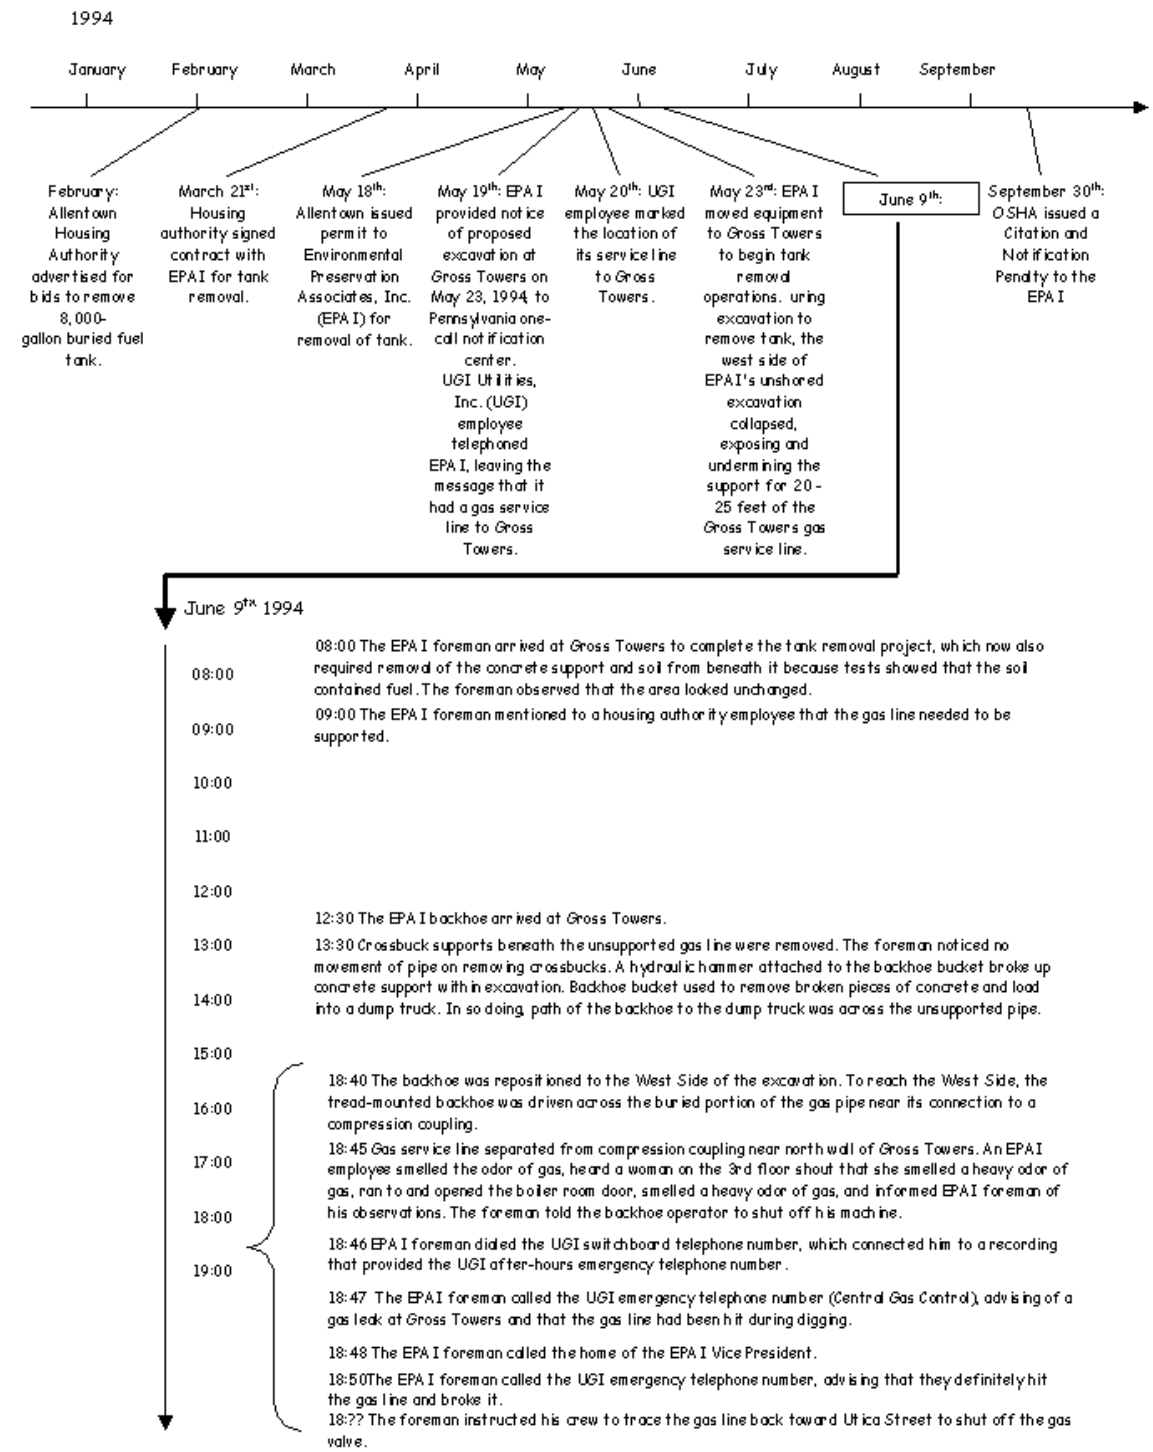 1994
January February March April May June July August September
February:
Allentown
Housing
Authority
advertised for
bids to remove
8,000-
gallon buried fuel
tank.
March 21st:
Housing
authority signed
contract with
EPAI for tank
removal.
May 18th:
Allentown issued
permit to
Environmental
Preservation
Associates, Inc.
(EPAI) for
removal of tank.
May 19th: EPAI
provided notice
of proposed
excavation at
Gross Towers on
May 23, 1994, to
Pennsylvania one-
call notification
center.
UGI Utilities,
Inc. (UGI)
employee
telephoned
EPAI, leaving the
message that it
had a gas service
line to Gross
Towers.
May 20th: UGI
employee marked
the location of
its service line
to Gross
Towers.
May 23rd: EPAI
moved equipment
to Gross Towers
to begin tank
removal
operations. uring
excavation to
remove tank, the
west side of
EPAI's unshored
excavation
collapsed,
exposing and
undermining the
support for 20-
25 feet of the
Gross Towers gas
service line.
June 9th:
September 30th:
OSHA issued a
Citation and
Notification
Penalty to the
EPAI
June 9th 1994
08:00
09:00
10:00
11:00
12:00
13:00
14:00
15:00
16:00
17:00
18:00
19:00
08:00 The EPAI foreman arrived at Gross Towers to complete the tank removal project, which now also
required removal of the concrete support and soil from beneath it because tests showed that the soil
contained fuel. The foreman observed that the area looked unchanged.
09:00 The EPAI foreman mentioned to a housing authority employee that the gas line needed to be
supported.
12:30 The EPAI backhoe arrived at Gross Towers.
13:30 Crossbuck supports beneath the unsupported gas line were removed. The foreman noticed no
movement of pipe on removing crossbucks. A hydraulic hammer attached to the backhoe bucket broke up
concrete support within excavation. Backhoe bucket used to remove broken pieces of concrete and load
into a dump truck. In so doing, path of the backhoe to the dump truck was across the unsupported pipe.
18:40 The backhoe was repositioned to the West Side of the excavation. To reach the West Side, the
tread-mounted backhoe was driven across the buried portion of the gas pipe near its connection to a
compression coupling.
18:45 Gas service line separated from compression coupling near north wall of Gross Towers. An EPAI
employee smelled the odor of gas, heard a woman on the 3rd floor shout that she smelled a heavy odor of
gas, ran to and opened the boiler room door, smelled a heavy odor of gas, and informed EPAI foreman of
his observations. The foreman told the backhoe operator to shut off his machine.
18:46 EPAI foreman dialed the UGI switchboard telephone number, which connected him to a recording
that provided the UGI after-hours emergency telephone number.
18:47 The EPAI foreman called the UGI emergency telephone number (Central Gas Control), advising of a
gas leak at Gross Towers and that the gas line had been hit during digging.
18:48 The EPAI foreman called the home of the EPAI Vice President.
18:50The EPAI foreman called the UGI emergency telephone number, advising that they definitely hit
the gas line and broke it.
18:?? The foreman instructed his crew to trace the gas line back toward Utica Street to shut off the gas
valve.